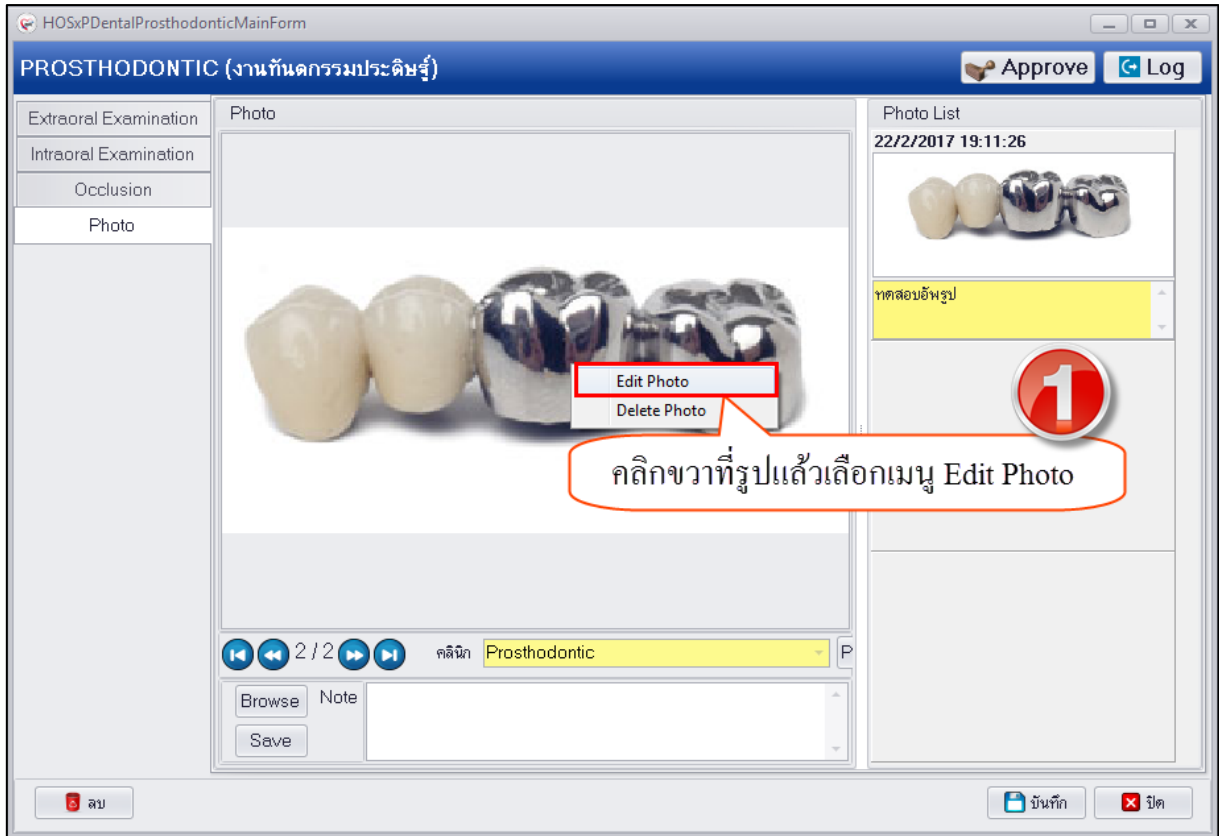 HOSxPDentalProsthodonticMainForm
PROSTHODONTIC (งานทันตกรรมประดิษฐ์)
Approve
Log
Extraoral Examination
Intraoral Examination
Occlusion
Photo
Photo
Photo List
22/2/2017 19:11:26
ทดสอบอัพรูป
1
Edit Photo
Delete Photo
คลิกขวาที่รูปแล้วเลือกเมนู Edit Photo
2 / 2
คลินิก
Prosthodontic
P
Browse
Note
Save
ลบ
บันทึก
ปิด